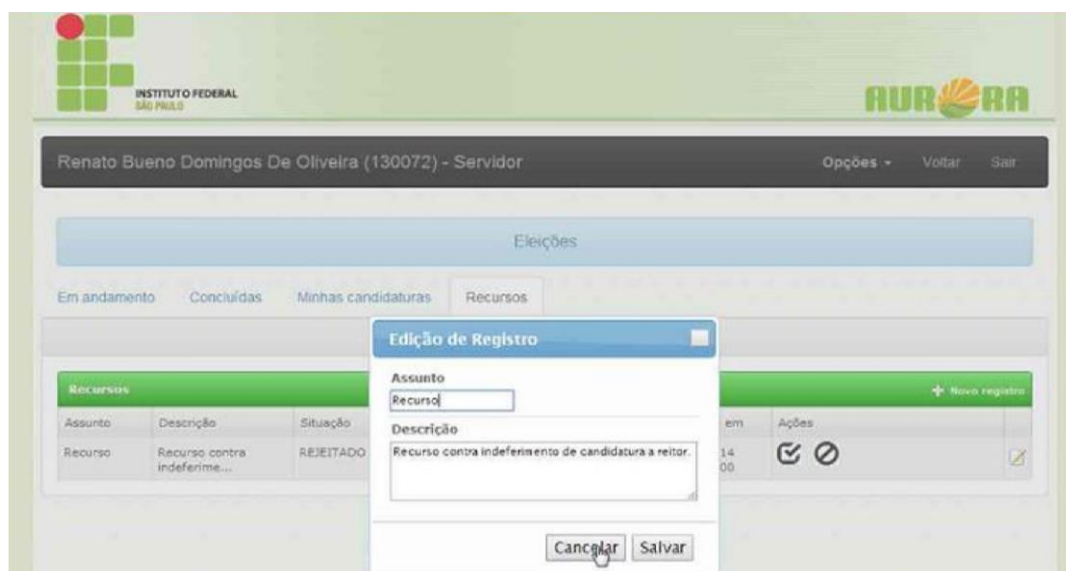 INSTITUTO FEDERAL
SÃO PAULO
AURORA
Renato Bueno Domingos De Oliveira (130072) - Servidor
Opções
Voltar
Sair
Eleições
Em andamento
Concluídas
Minhas candidaturas
Recursos
Edição de Registro
Assunto
Recurso
Descrição
Recurso contra indeferimento de candidatura a reitor.
Cancelar
Salvar
Recursos
Novo registro
Assunto
Descrição
Situação
em
Ações
Recurso
Recurso contra
indeferime...
REJEITADO
14
00